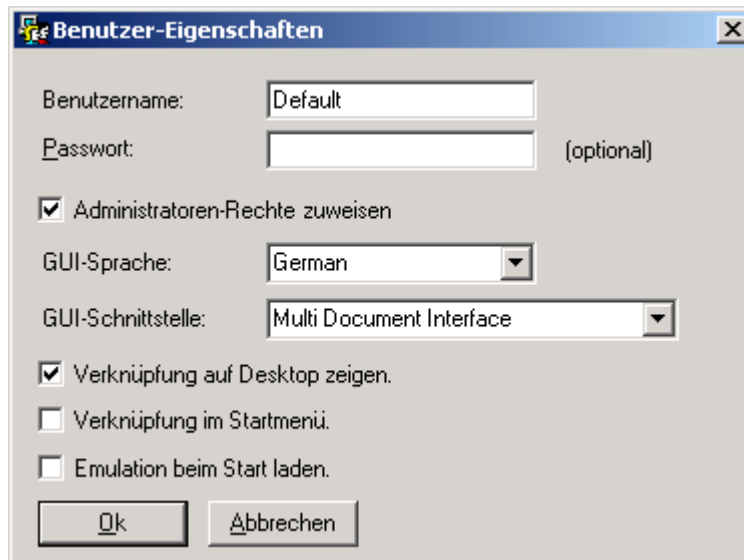 Benutzer-Eigenschaften
Benutzername: Default
Passwort: (optional)
Administratoren-Rechte zuweisen
GUI-Sprache: German
GUI-Schnittstelle: Multi Document Interface
Verknüpfung auf Desktop zeigen.
Verknüpfung im Startmenü.
Emulation beim Start laden.
Ok Abbrechen